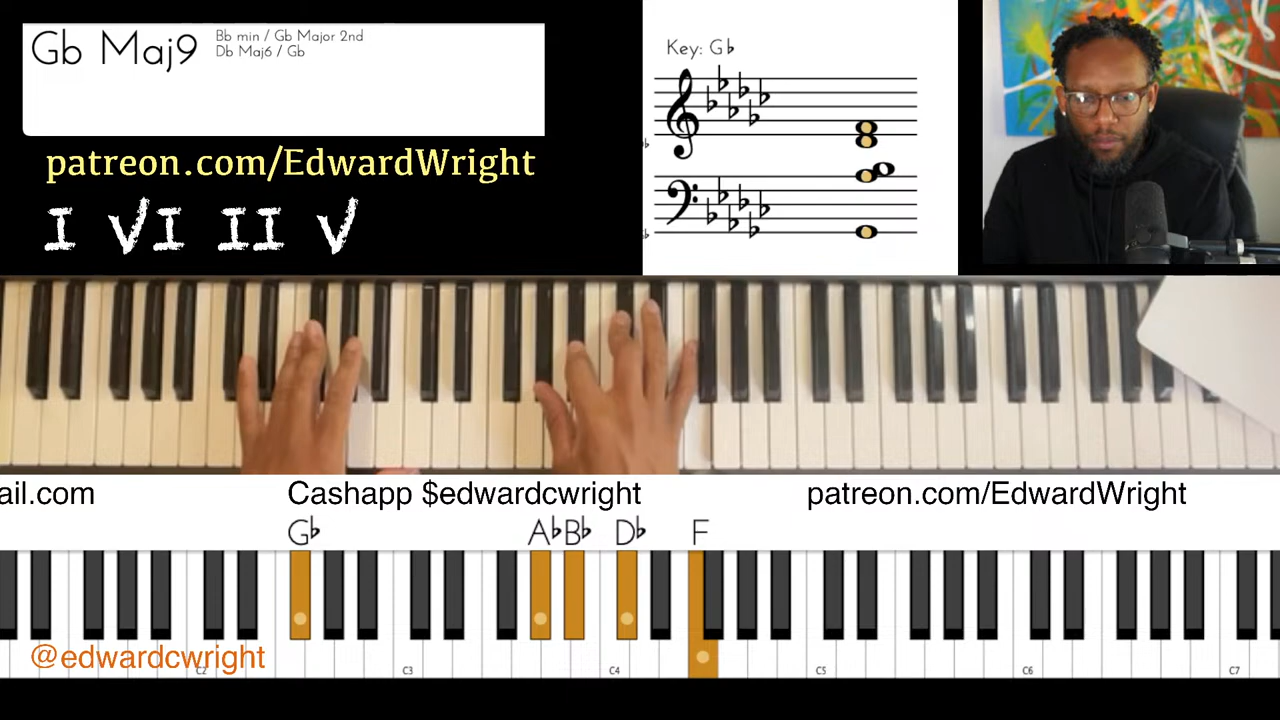 Gb Maj9
Bb min / Gb Major 2nd
Db Maj6 / Gb
Key: G♭
patreon.com/EdwardWright
I VI II V
ail.com
Cashapp $edwardcwright
patreon.com/EdwardWright
G♭ A♭ B♭ D♭ F
@edwardcwright
C2 C3 C4 C5 C6 C7